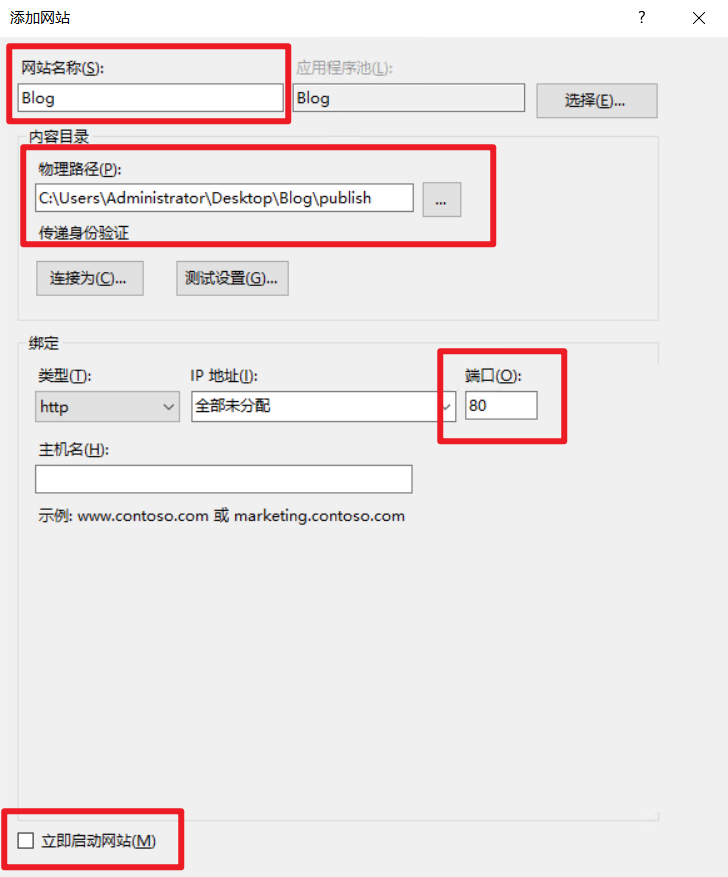 添加网站 ?
网站名称(S): 应用程序池(L):
Blog Blog 选择(E)...
内容目录
物理路径(P):
C:\Users\Administrator\Desktop\Blog\publish ...
传递身份验证
连接为(C)... 测试设置(G)...
绑定
类型(T): IP 地址(I): 端口(O):
http 全部未分配 80
主机名(H):
示例: www.contoso.com 或 marketing.contoso.com
立即启动网站(M)